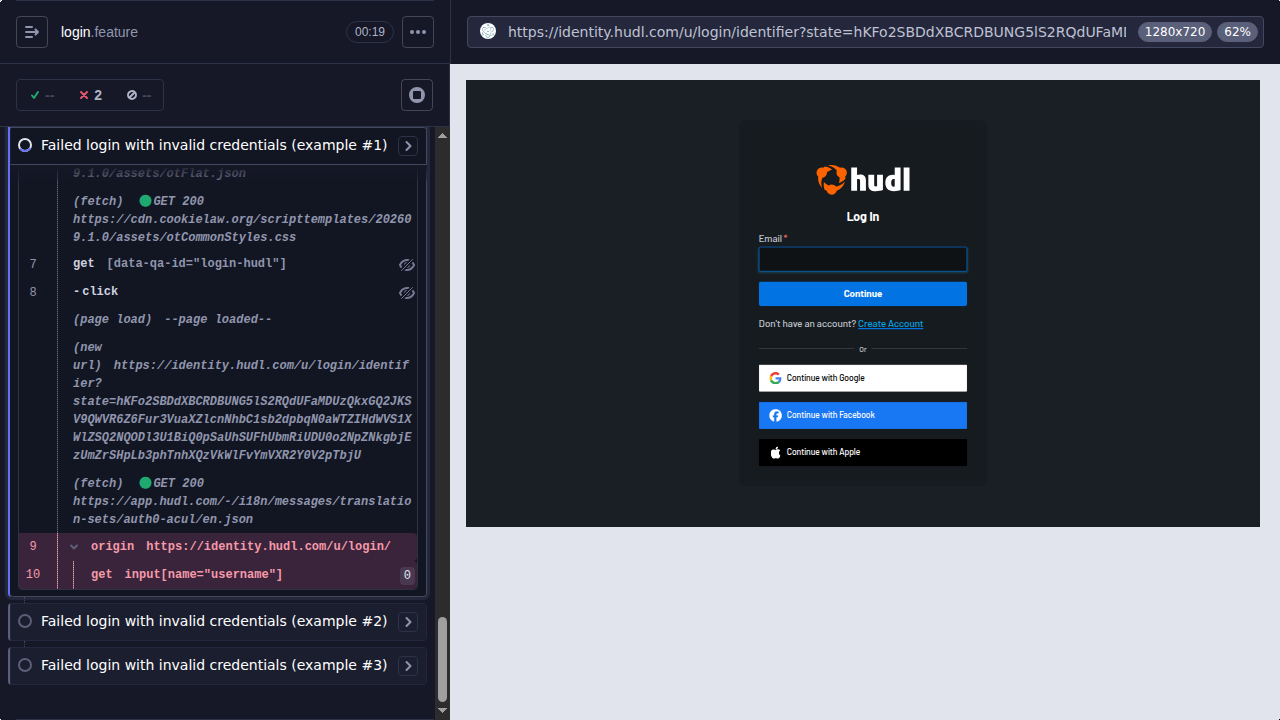 login.feature
00:19
--
2
--
Failed login with invalid credentials (example #1)
9.1.0/assets/otFlat.json
(fetch) GET 200
https://cdn.cookielaw.org/scripttemplates/20260
9.1.0/assets/otCommonStyles.css
7 get [data-qa-id="login-hudl"]
8 -click
(page load) --page loaded--
(new
url) https://identity.hudl.com/u/login/identif
ier?
state=hKFo2SBDdXBCRDBUNG5lS2RQdUFaMDUzQkxGQ2JKS
V9QWVR6Z6Fur3VuaXZlcnNhbC1sb2dpbqN0aWTZIHdWVS1X
WlZSQ2NQODl3U1BiQ0pSaUhSUFhUbmRiUDU0o2NpZNkgbjE
zUmZrSHpLb3phTnhXQzVkWlFvYmVXR2Y0V2pTbjU
(fetch) GET 200
https://app.hudl.com/-/i18n/messages/translatio
n-sets/auth0-acul/en.json
9 origin https://identity.hudl.com/u/login/
10 get input[name="username"] 0
Failed login with invalid credentials (example #2)
Failed login with invalid credentials (example #3)
https://identity.hudl.com/u/login/identifier?state=hKFo2SBDdXBCRDBUNG5lS2RQdUFaMI
1280x720
62%
hudl
Log In
Email*
Continue
Don't have an account? Create Account
Or
Continue with Google
Continue with Facebook
Continue with Apple